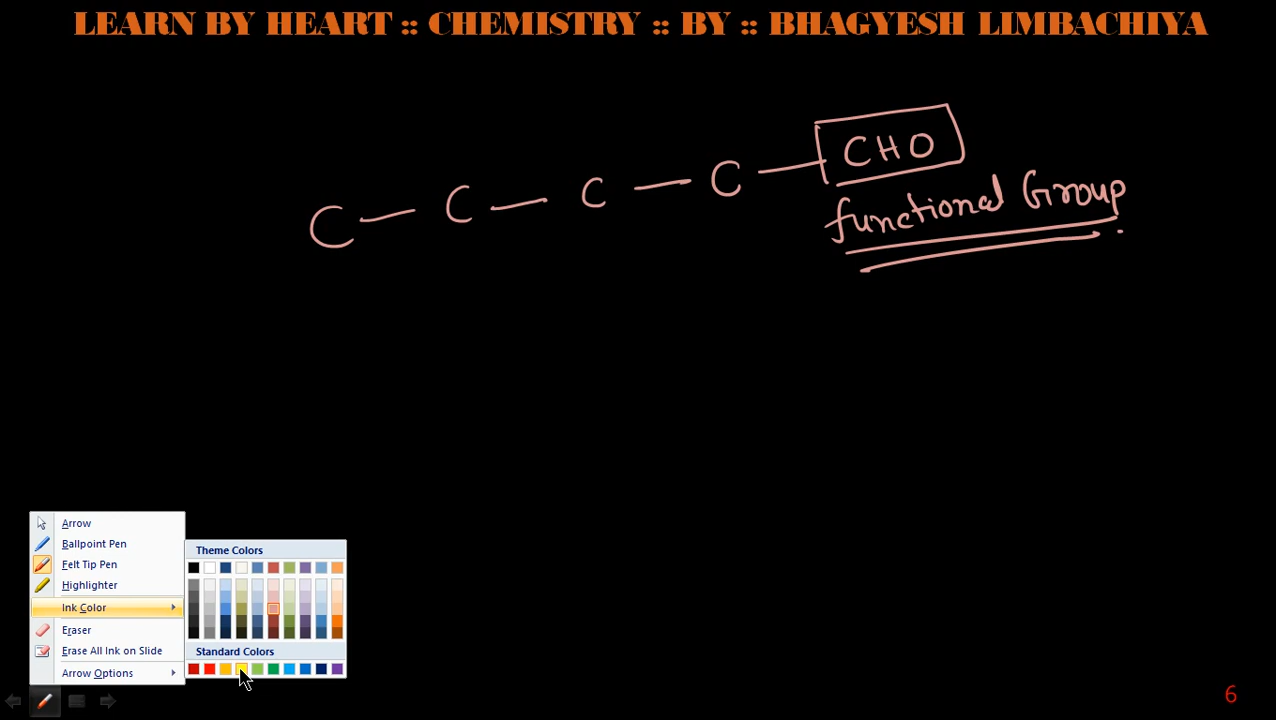 LEARN BY HEART :: CHEMISTRY :: BY :: BHAGYESH LIMBACHIYA
C — C — C — C — CHO
functional Group.
Arrow
Ballpoint Pen
Felt Tip Pen
Highlighter
Ink Color
Eraser
Erase All Ink on Slide
Arrow Options
Theme Colors
Standard Colors
6